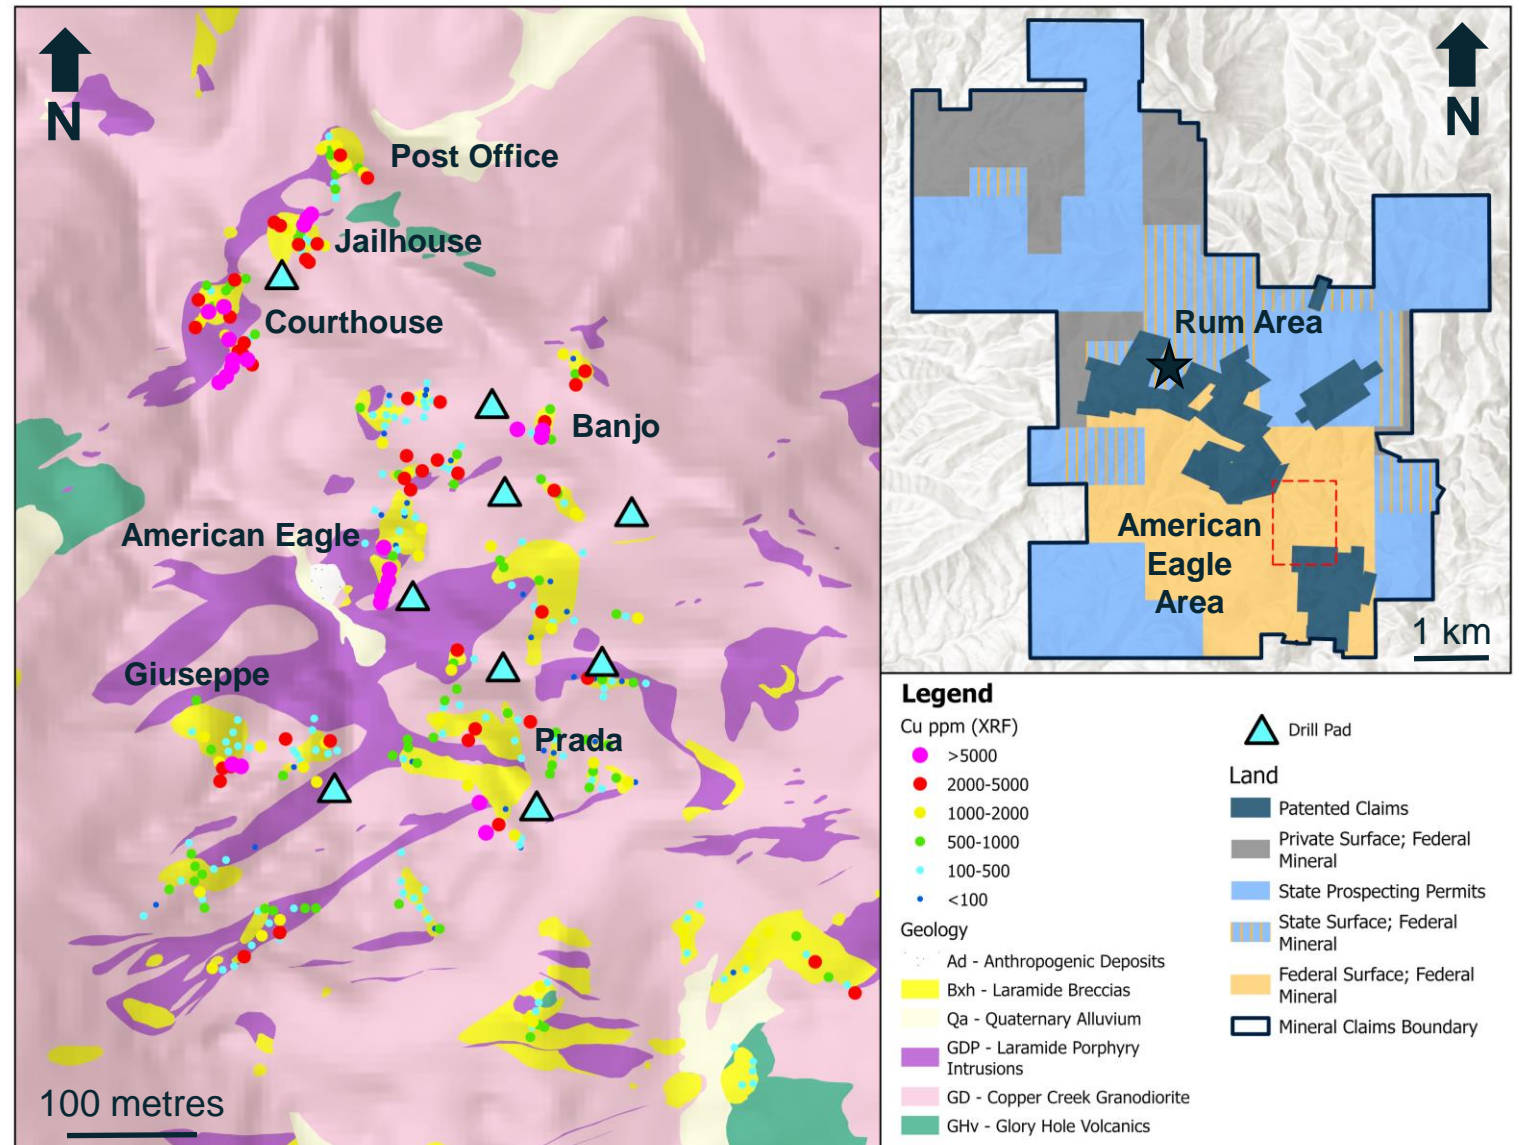 N
Post Office
Jailhouse
Courthouse
Banjo
American Eagle
Giuseppe
Prada
100 metres
N
Rum Area
American
Eagle
Area
1 km
Legend
Cu ppm (XRF)
>5000
2000-5000
1000-2000
500-1000
100-500
<100
Geology
Ad - Anthropogenic Deposits
Bxh - Laramide Breccias
Qa - Quaternary Alluvium
GDP - Laramide Porphyry
Intrusions
GD - Copper Creek Granodiorite
GHv - Glory Hole Volcanics
Drill Pad
Land
Patented Claims
Private Surface; Federal
Mineral
State Prospecting Permits
State Surface; Federal
Mineral
Federal Surface; Federal
Mineral
Mineral Claims Boundary